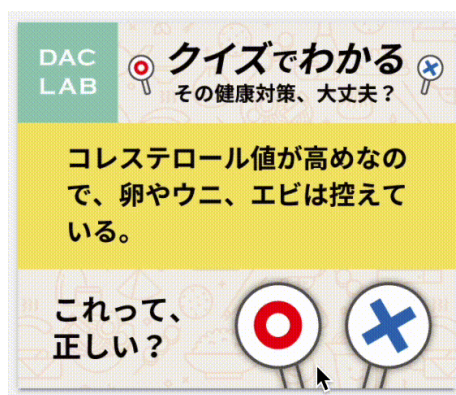 DAC
LAB
クイズでわかる
その健康対策、大丈夫？
コレステロール値が高めなの
で、卵やウニ、エビは控えて
いる。
これって、
正しい？